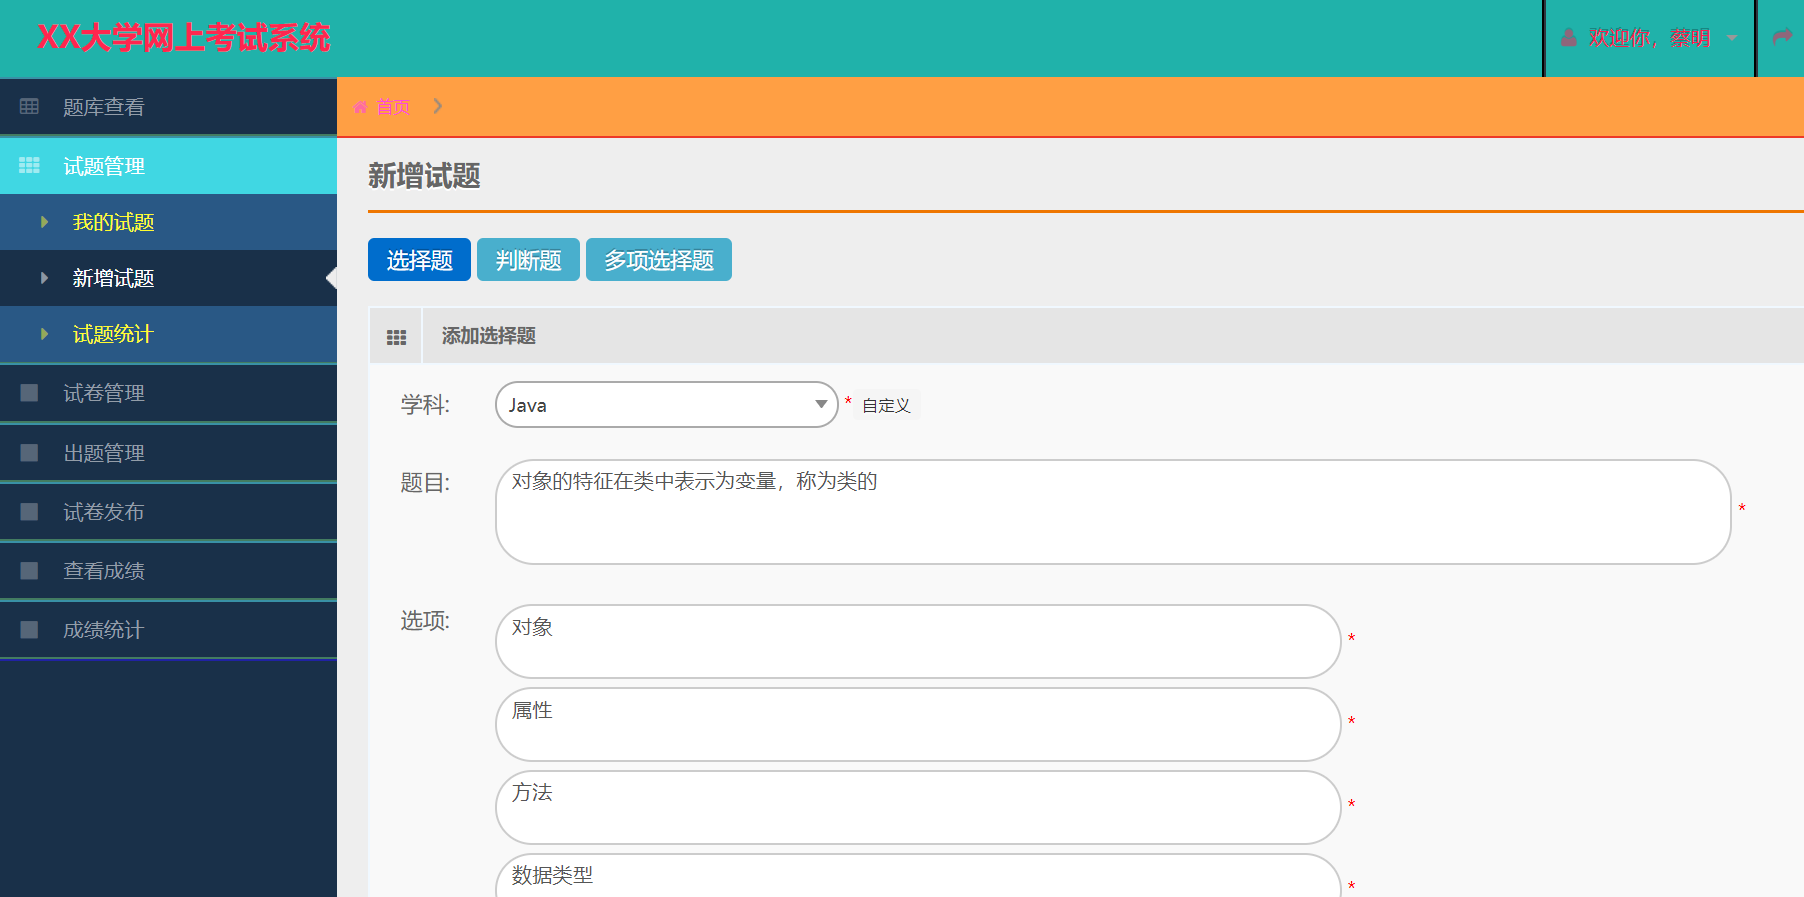 XX大学网上考试系统
欢迎你，蔡明
题库查看
试题管理
我的试题
新增试题
试题统计
试卷管理
出题管理
试卷发布
查看成绩
成绩统计
首页
新增试题
选择题 判断题 多项选择题
添加选择题
学科: Java * 自定义
题目: 对象的特征在类中表示为变量，称为类的 *
选项: 对象 *
属性 *
方法 *
数据类型 *